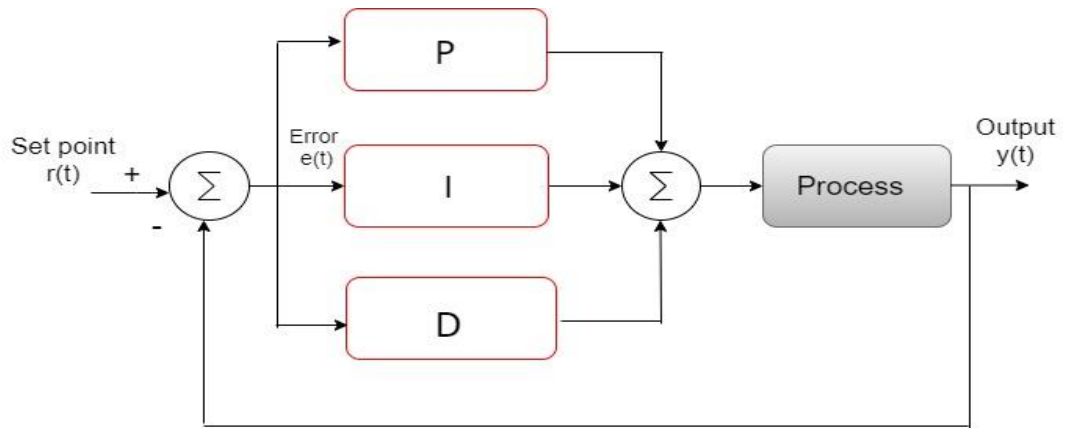 P
Set point
r(t)
+
-
Σ
Error
e(t)
I
Σ
Process
Output
y(t)
D